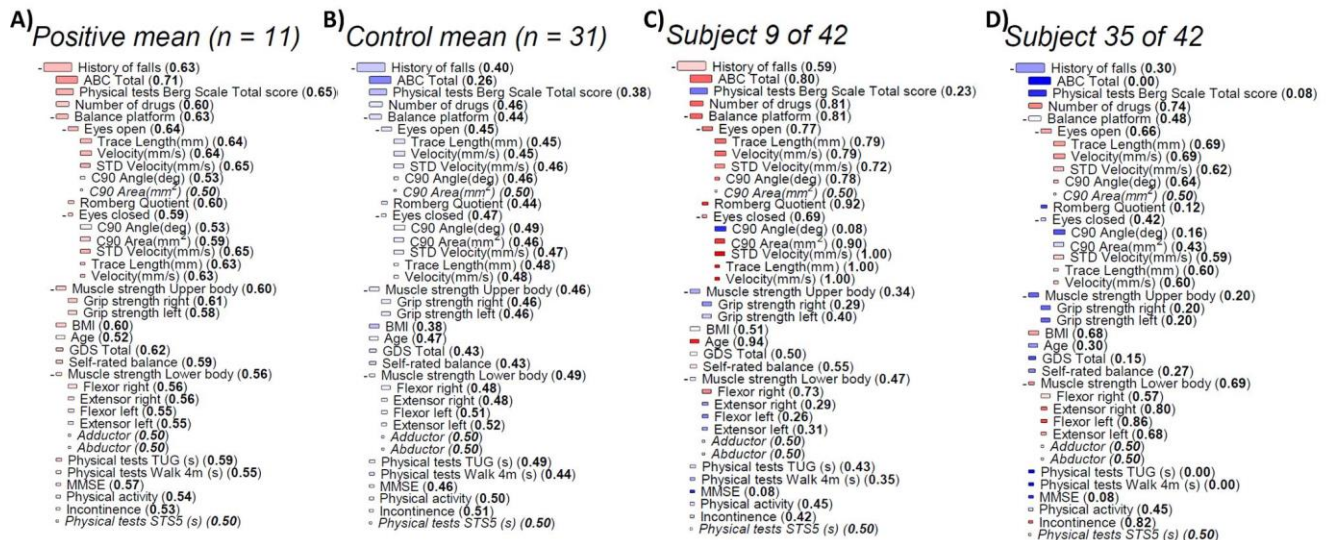 A)
Positive mean (n = 11)
History of falls (0.63)
ABC Total (0.71)
Physical tests Berg Scale Total score (0.65)
Number of drugs (0.60)
Balance platform (0.63)
Eyes open (0.64)
Trace Length(mm) (0.64)
Velocity(mm/s) (0.64)
STD Velocity(mm/s) (0.65)
C90 Angle(deg) (0.53)
C90 Area(mm²) (0.50)
Romberg Quotient (0.60)
Eyes closed (0.59)
C90 Angle(deg) (0.53)
C90 Area(mm²) (0.59)
STD Velocity(mm/s) (0.65)
Trace Length(mm) (0.63)
Velocity(mm/s) (0.63)
Muscle strength Upper body (0.60)
Grip strength right (0.61)
Grip strength left (0.58)
BMI (0.60)
Age (0.52)
GDS Total (0.62)
Self-rated balance (0.59)
Muscle strength Lower body (0.56)
Flexor right (0.56)
Extensor right (0.56)
Flexor left (0.55)
Extensor left (0.55)
Adductor (0.50)
Abductor (0.50)
Physical tests TUG (s) (0.59)
Physical tests Walk 4m (s) (0.55)
MMSE (0.57)
Physical activity (0.54)
Incontinence (0.53)
Physical tests STS5 (s) (0.50)
B)
Control mean (n = 31)
History of falls (0.40)
ABC Total (0.26)
Physical tests Berg Scale Total score (0.38)
Number of drugs (0.46)
Balance platform (0.44)
Eyes open (0.45)
Trace Length(mm) (0.45)
Velocity(mm/s) (0.45)
STD Velocity(mm/s) (0.46)
C90 Angle(deg) (0.46)
C90 Area(mm²) (0.50)
Romberg Quotient (0.44)
Eyes closed (0.47)
C90 Angle(deg) (0.49)
C90 Area(mm²) (0.46)
STD Velocity(mm/s) (0.47)
Trace Length(mm) (0.48)
Velocity(mm/s) (0.48)
Muscle strength Upper body (0.46)
Grip strength right (0.46)
Grip strength left (0.46)
BMI (0.38)
Age (0.47)
GDS Total (0.43)
Self-rated balance (0.43)
Muscle strength Lower body (0.49)
Flexor right (0.48)
Extensor right (0.48)
Flexor left (0.51)
Extensor left (0.52)
Adductor (0.50)
Abductor (0.50)
Physical tests TUG (s) (0.49)
Physical tests Walk 4m (s) (0.44)
MMSE (0.46)
Physical activity (0.50)
Incontinence (0.51)
Physical tests STS5 (s) (0.50)
C)
Subject 9 of 42
History of falls (0.59)
ABC Total (0.80)
Physical tests Berg Scale Total score (0.23)
Number of drugs (0.81)
Balance platform (0.81)
Eyes open (0.77)
Trace Length(mm) (0.79)
Velocity(mm/s) (0.79)
STD Velocity(mm/s) (0.72)
C90 Angle(deg) (0.78)
C90 Area(mm²) (0.50)
Romberg Quotient (0.92)
Eyes closed (0.69)
C90 Angle(deg) (0.08)
C90 Area(mm²) (0.90)
STD Velocity(mm/s) (1.00)
Trace Length(mm) (1.00)
Velocity(mm/s) (1.00)
Muscle strength Upper body (0.34)
Grip strength right (0.29)
Grip strength left (0.40)
BMI (0.51)
Age (0.94)
GDS Total (0.50)
Self-rated balance (0.55)
Muscle strength Lower body (0.47)
Flexor right (0.73)
Extensor right (0.29)
Flexor left (0.26)
Extensor left (0.31)
Adductor (0.50)
Abductor (0.50)
Physical tests TUG (s) (0.43)
Physical tests Walk 4m (s) (0.35)
MMSE (0.08)
Physical activity (0.45)
Incontinence (0.42)
Physical tests STS5 (s) (0.50)
D)
Subject 35 of 42
History of falls (0.30)
ABC Total (0.00)
Physical tests Berg Scale Total score (0.08)
Number of drugs (0.74)
Balance platform (0.48)
Eyes open (0.66)
Trace Length(mm) (0.69)
Velocity(mm/s) (0.69)
STD Velocity(mm/s) (0.62)
C90 Angle(deg) (0.64)
C90 Area(mm²) (0.50)
Romberg Quotient (0.12)
Eyes closed (0.42)
C90 Angle(deg) (0.16)
C90 Area(mm²) (0.43)
STD Velocity(mm/s) (0.59)
Trace Length(mm) (0.60)
Velocity(mm/s) (0.60)
Muscle strength Upper body (0.20)
Grip strength right (0.20)
Grip strength left (0.20)
BMI (0.68)
Age (0.30)
GDS Total (0.15)
Self-rated balance (0.27)
Muscle strength Lower body (0.69)
Flexor right (0.57)
Extensor right (0.80)
Flexor left (0.86)
Extensor left (0.68)
Adductor (0.50)
Abductor (0.50)
Physical tests TUG (s) (0.00)
Physical tests Walk 4m (s) (0.00)
MMSE (0.08)
Physical activity (0.45)
Incontinence (0.82)
Physical tests STS5 (s) (0.50)